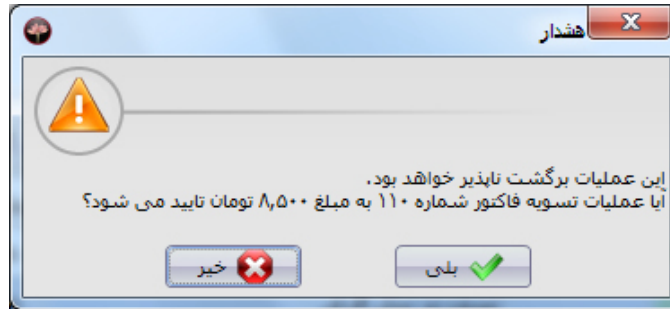 هشدار
این عملیات برگشت ناپذیر خواهد بود.
آیا عملیات تسویه فاکتور شماره ۱۱۰ به مبلغ ۸,۵۰۰ تومان تایید می شود؟
بلی
خیر